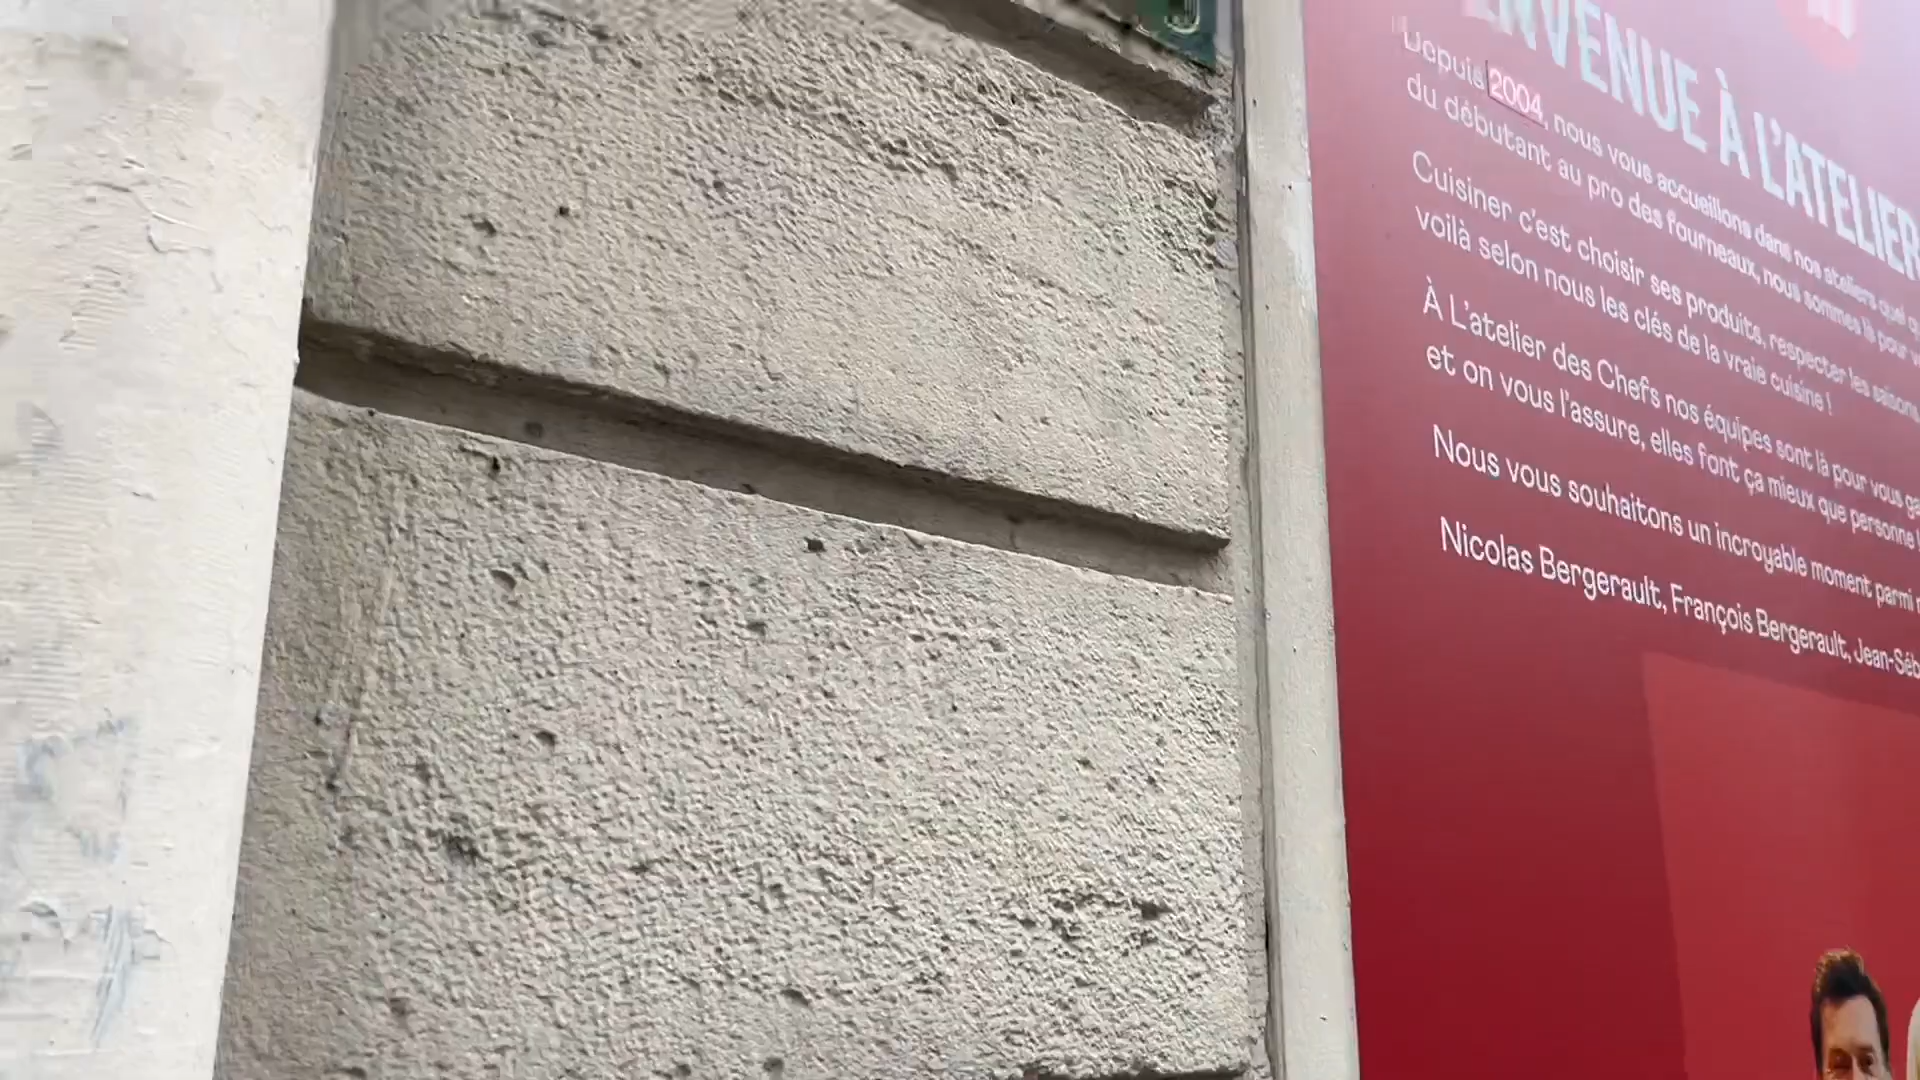 ENVENUE À L'ATELIER
Depuis 2004, nous vous accueillons dans nos ateliers quel
du débutant au pro des fourneaux, nous sommes là pour
Cuisiner c'est choisir ses produits, respecter les saisons,
voilà selon nous les clés de la vraie cuisine !
À L'atelier des Chefs nos équipes sont là pour vous
et on vous l'assure, elles font ça mieux que personne !
Nous vous souhaitons un incroyable moment parmi
Nicolas Bergerault, François Bergerault, Jean-Séb